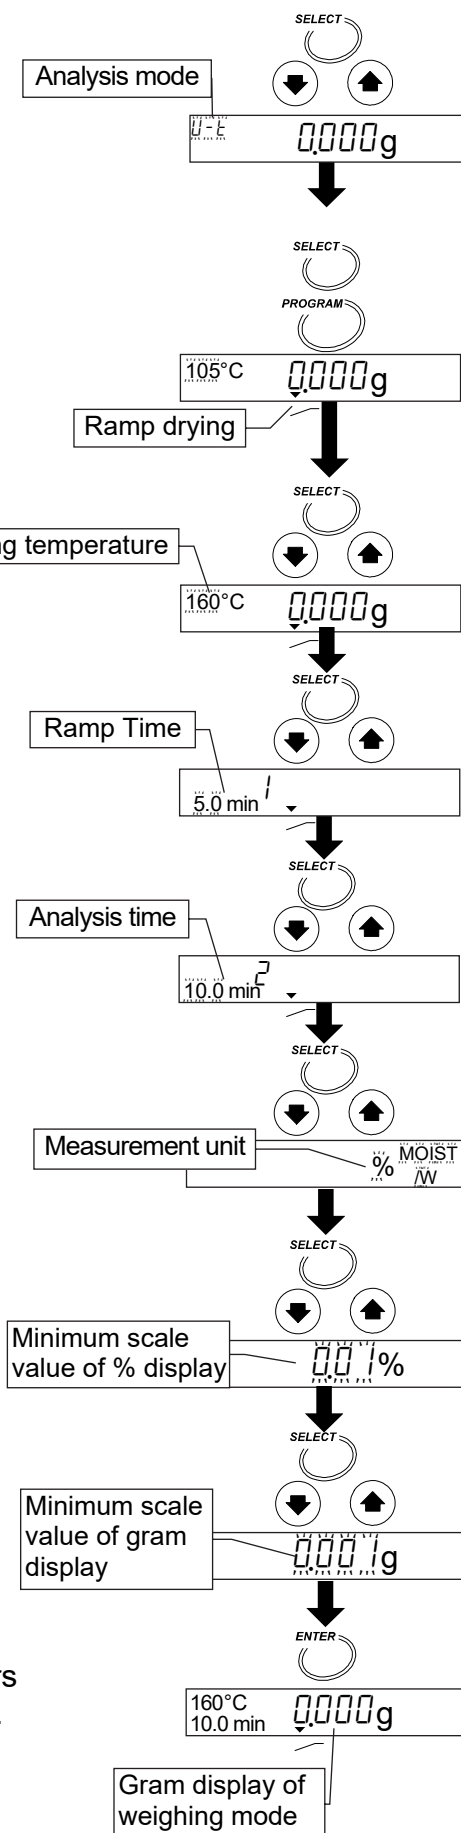 SELECT
Analysis mode
U-t 0.000g
SELECT
PROGRAM
105°C 0.000g
Ramp drying
SELECT
ng temperature
160°C 0.000g
SELECT
Ramp Time
5.0 min 1
SELECT
Analysis time
10.0 min 2
SELECT
Measurement unit
% MOIST
/W
SELECT
Minimum scale
value of % display
0.01%
SELECT
Minimum scale
value of gram
display
0.001g
ENTER
rs
160°C 0.000g
10.0 min
Gram display of
weighing mode